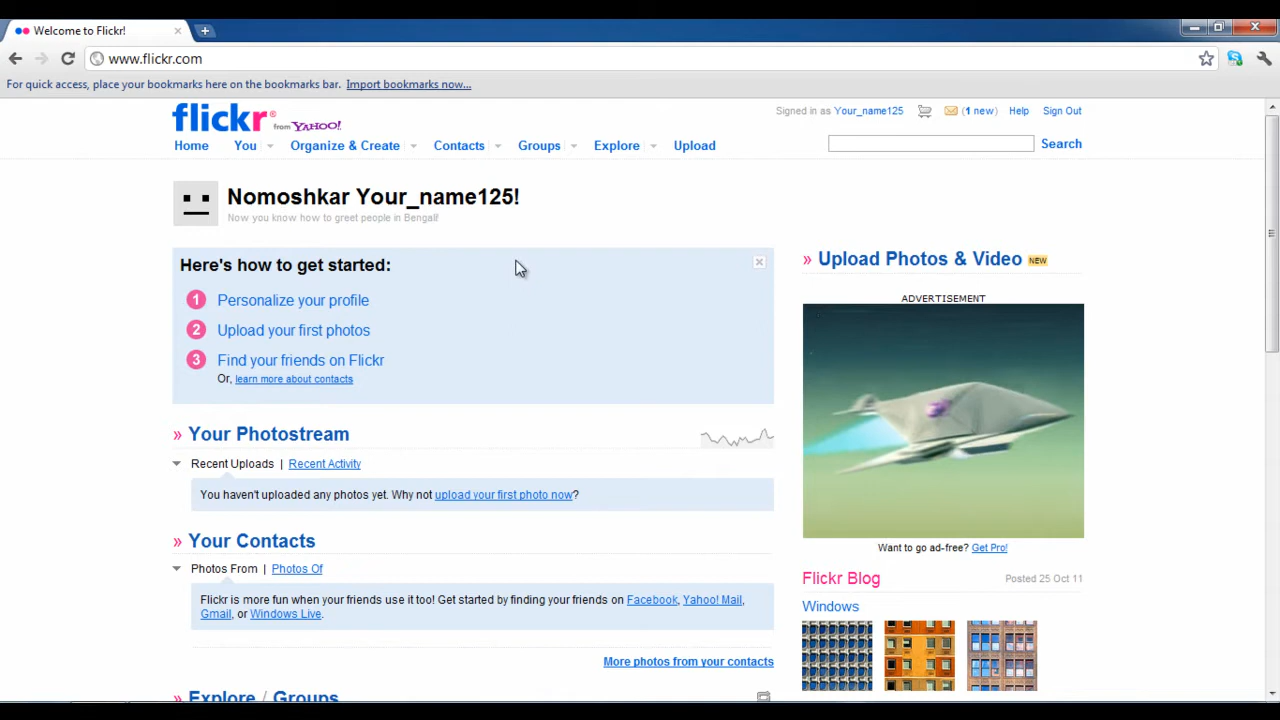 Welcome to Flickr!
www.flickr.com
For quick access, place your bookmarks here on the bookmarks bar. Import bookmarks now...
flickr® from YAHOO!
Signed in as Your_name125 (1 new) Help Sign Out
Home You Organize & Create Contacts Groups Explore Upload
Search
Nomoshkar Your_name125!
Now you know how to greet people in Bengali!
Here's how to get started:
1 Personalize your profile
2 Upload your first photos
3 Find your friends on Flickr
Or, learn more about contacts
» Your Photostream
Recent Uploads | Recent Activity
You haven't uploaded any photos yet. Why not upload your first photo now?
» Your Contacts
Photos From | Photos Of
Flickr is more fun when your friends use it too! Get started by finding your friends on Facebook, Yahoo! Mail,
Gmail, or Windows Live.
More photos from your contacts
» Explore / Groups
» Upload Photos & Video NEW
ADVERTISEMENT
Want to go ad-free? Get Pro!
Flickr Blog Posted 25 Oct 11
Windows